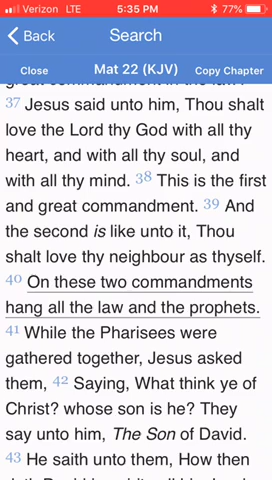 Verizon LTE 5:35 PM 77%
Back Search
Close Mat 22 (KJV) Copy Chapter
great commandment in the law?
37 Jesus said unto him, Thou shalt
love the Lord thy God with all thy
heart, and with all thy soul, and
with all thy mind. 38 This is the first
and great commandment. 39 And
the second is like unto it, Thou
shalt love thy neighbour as thyself.
40 On these two commandments
hang all the law and the prophets.
41 While the Pharisees were
gathered together, Jesus asked
them, 42 Saying, What think ye of
Christ? whose son is he? They
say unto him, The Son of David.
43 He saith unto them, How then